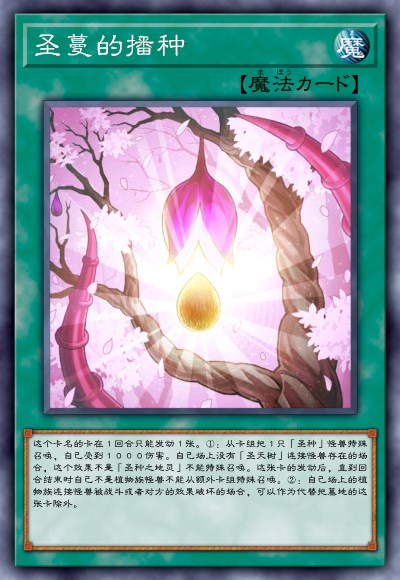 圣蔓的播种
魔
【魔法カード】
ま ほう
这个卡名的卡在1回合只能发动1张。①:从卡组把1只「圣种」怪兽特殊
召唤,自己受到1000伤害。自己场上没有「圣天树」连接怪兽存在的场
合,这个效果不是「圣种之地灵」不能特殊召唤。这张卡的发动后,直到回
合结束时自己不是植物族怪兽不能从额外卡组特殊召唤。②:自己场上的植
物族连接怪兽被战斗或者对方的效果破坏的场合,可以作为代替把墓地的这
张卡除外。